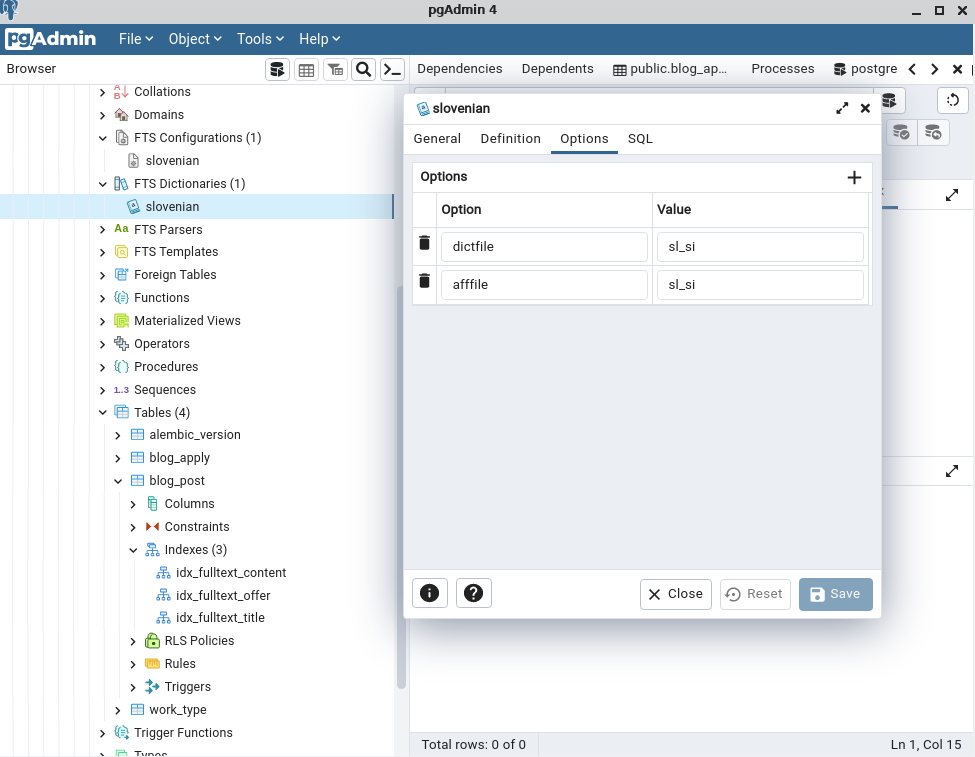 pgAdmin 4
pgAdmin File Object Tools Help
Browser
Dependencies Dependents public.blog_ap... Processes postgre
Collations
Domains
FTS Configurations (1)
slovenian
FTS Dictionaries (1)
slovenian
FTS Parsers
FTS Templates
Foreign Tables
Functions
Materialized Views
Operators
Procedures
1..3 Sequences
Tables (4)
alembic_version
blog_apply
blog_post
Columns
Constraints
Indexes (3)
idx_fulltext_content
idx_fulltext_offer
idx_fulltext_title
RLS Policies
Rules
Triggers
work_type
Trigger Functions
Types
slovenian
General Definition Options SQL
Options
Option Value
dictfile sl_si
afffile sl_si
Close Reset Save
Total rows: 0 of 0 Ln 1, Col 15